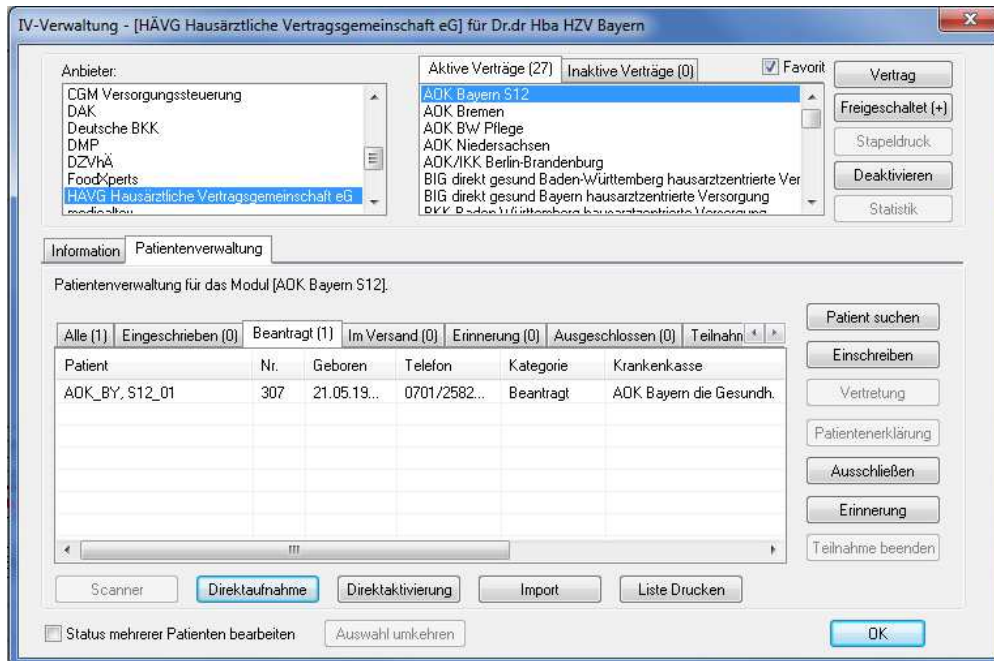 IV-Verwaltung - [HÄVG Hausärztliche Vertragsgemeinschaft eG] für Dr.dr Hba HZV Bayern
Anbieter:
CGM Versorgungssteuerung
DAK
Deutsche BKK
DMP
DZVhÄ
FoodXperts
HÄVG Hausärztliche Vertragsgemeinschaft eG
Aktive Verträge (27) Inaktive Verträge (0) Favorit
AOK Bayern S12
AOK Bremen
AOK BW Pflege
AOK Niedersachsen
AOK/IKK Berlin-Brandenburg
BIG direkt gesund Baden-Württemberg hausarztzentrierte Ver
BIG direkt gesund Bayern hausarztzentrierte Versorgung
BKK Baden Württemberg hausarztzentrierte Versorgung
Vertrag
Freigeschaltet (+)
Stapeldruck
Deaktivieren
Statistik
Information Patientenverwaltung
Patientenverwaltung für das Modul [AOK Bayern S12].
Alle (1) Eingeschrieben (0) Beantragt (1) Im Versand (0) Erinnerung (0) Ausgeschlossen (0) Teilnahn
Patient Nr. Geboren Telefon Kategorie Krankenkasse
AOK_BY, S12_01 307 21.05.19... 0701/2582... Beantragt AOK Bayern die Gesundh.
Patient suchen
Einschreiben
Vertretung
Patientenerklärung
Ausschließen
Erinnerung
Teilnahme beenden
Scanner Direktaufnahme Direktaktivierung Import Liste Drucken
Status mehrerer Patienten bearbeiten Auswahl umkehren OK